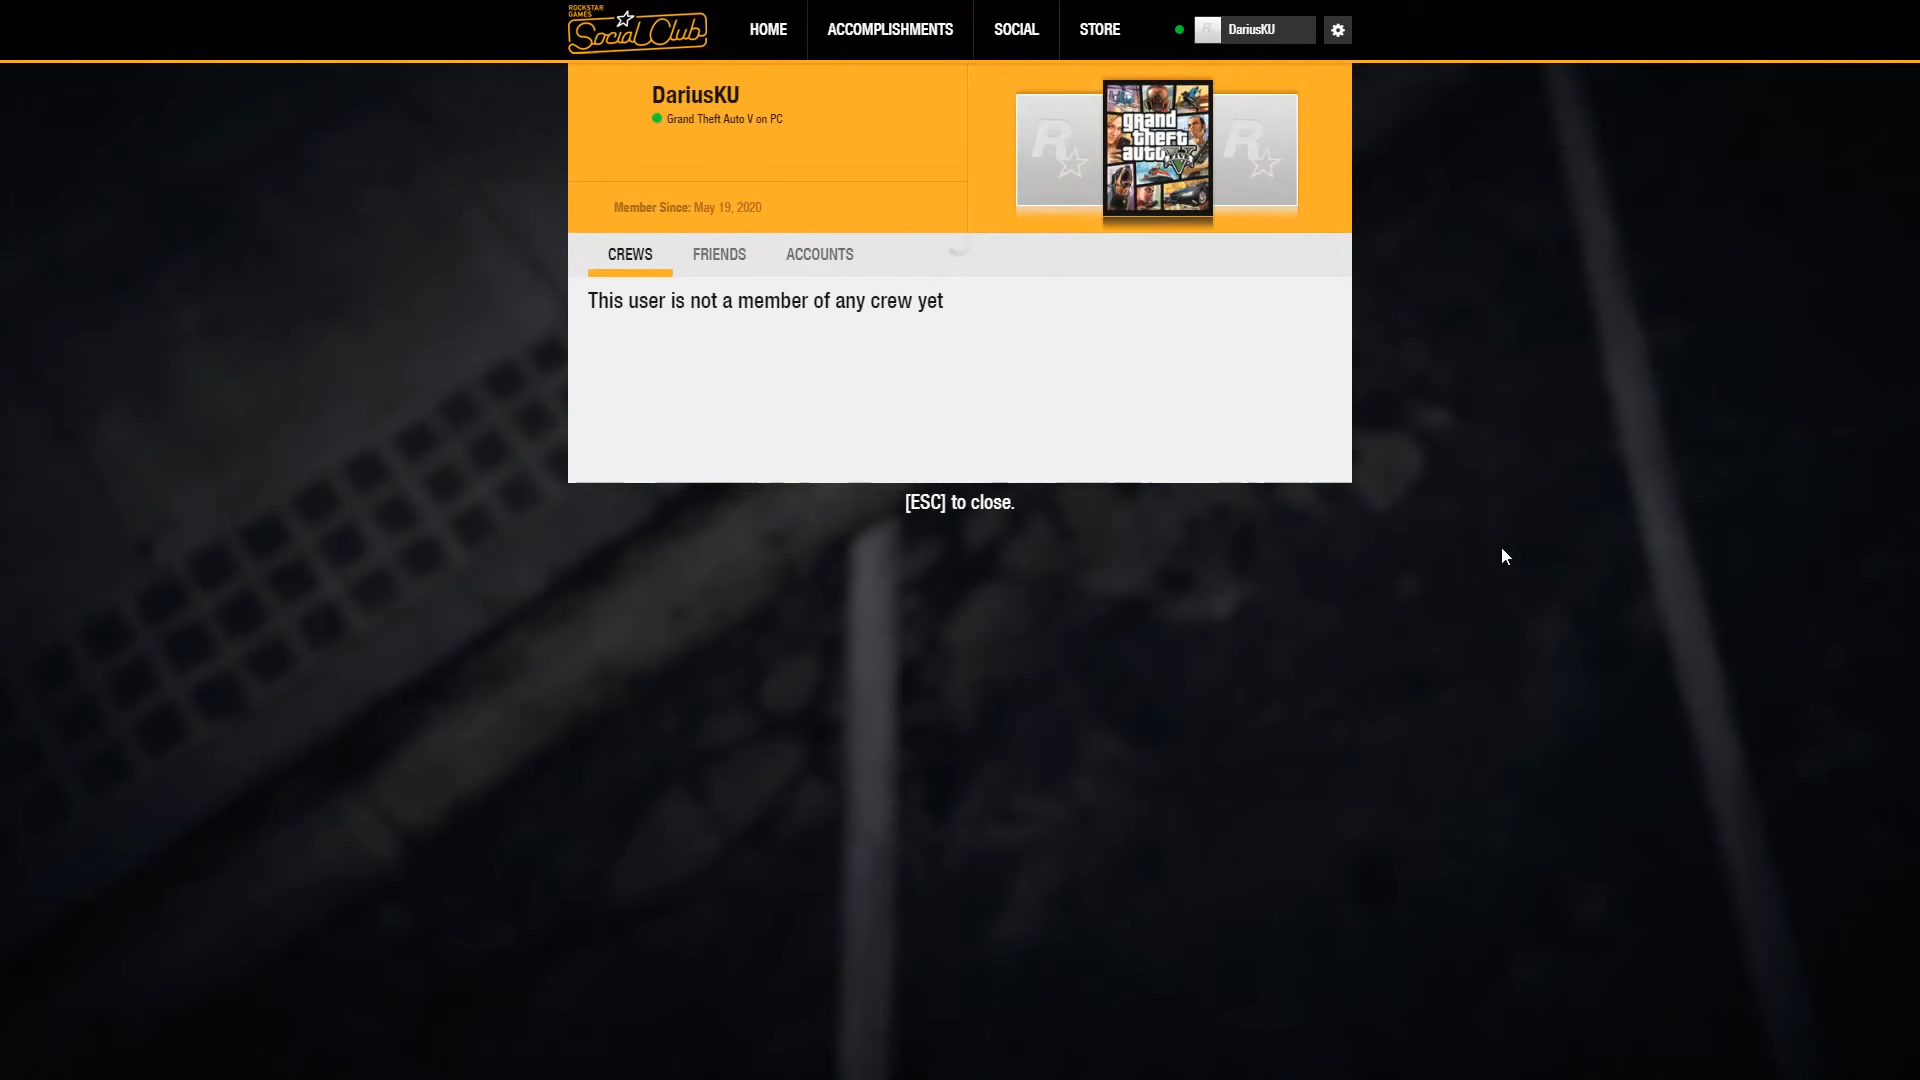 ROCKSTAR
GAMES
Social Club
HOME
ACCOMPLISHMENTS
SOCIAL
STORE
DariusKU
DariusKU
Grand Theft Auto V on PC
grand
theft
auto
V
Member Since: May 19, 2020
CREWS
FRIENDS
ACCOUNTS
This user is not a member of any crew yet
[ESC] to close.